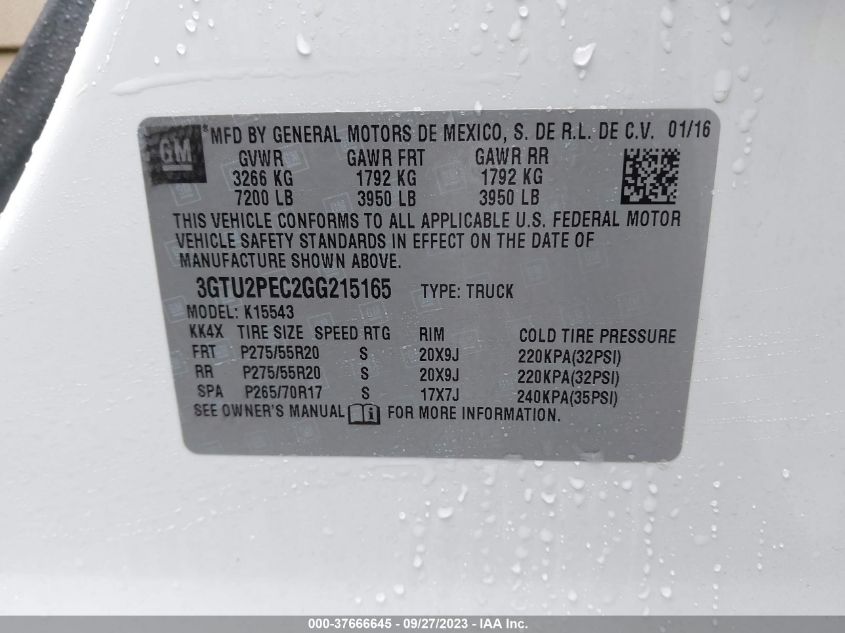 GM *MFD BY GENERAL MOTORS DE MEXICO, S. DE R.L. DE C.V. 01/16
GVWR GAWR FRT GAWR RR
3266 KG 1792 KG 1792 KG
7200 LB 3950 LB 3950 LB
THIS VEHICLE CONFORMS TO ALL APPLICABLE U.S. FEDERAL MOTOR
VEHICLE SAFETY STANDARDS IN EFFECT ON THE DATE OF
MANUFACTURE SHOWN ABOVE.
3GTU2PEC2GG215165 TYPE: TRUCK
MODEL: K15543
KK4X TIRE SIZE SPEED RTG RIM COLD TIRE PRESSURE
FRT P275/55R20 S 20X9J 220KPA(32PSI)
RR P275/55R20 S 20X9J 220KPA(32PSI)
SPA P265/70R17 S 17X7J 240KPA(35PSI)
SEE OWNER'S MANUAL FOR MORE INFORMATION.
000-37666645 / 09/27/2023 - IAA Inc.